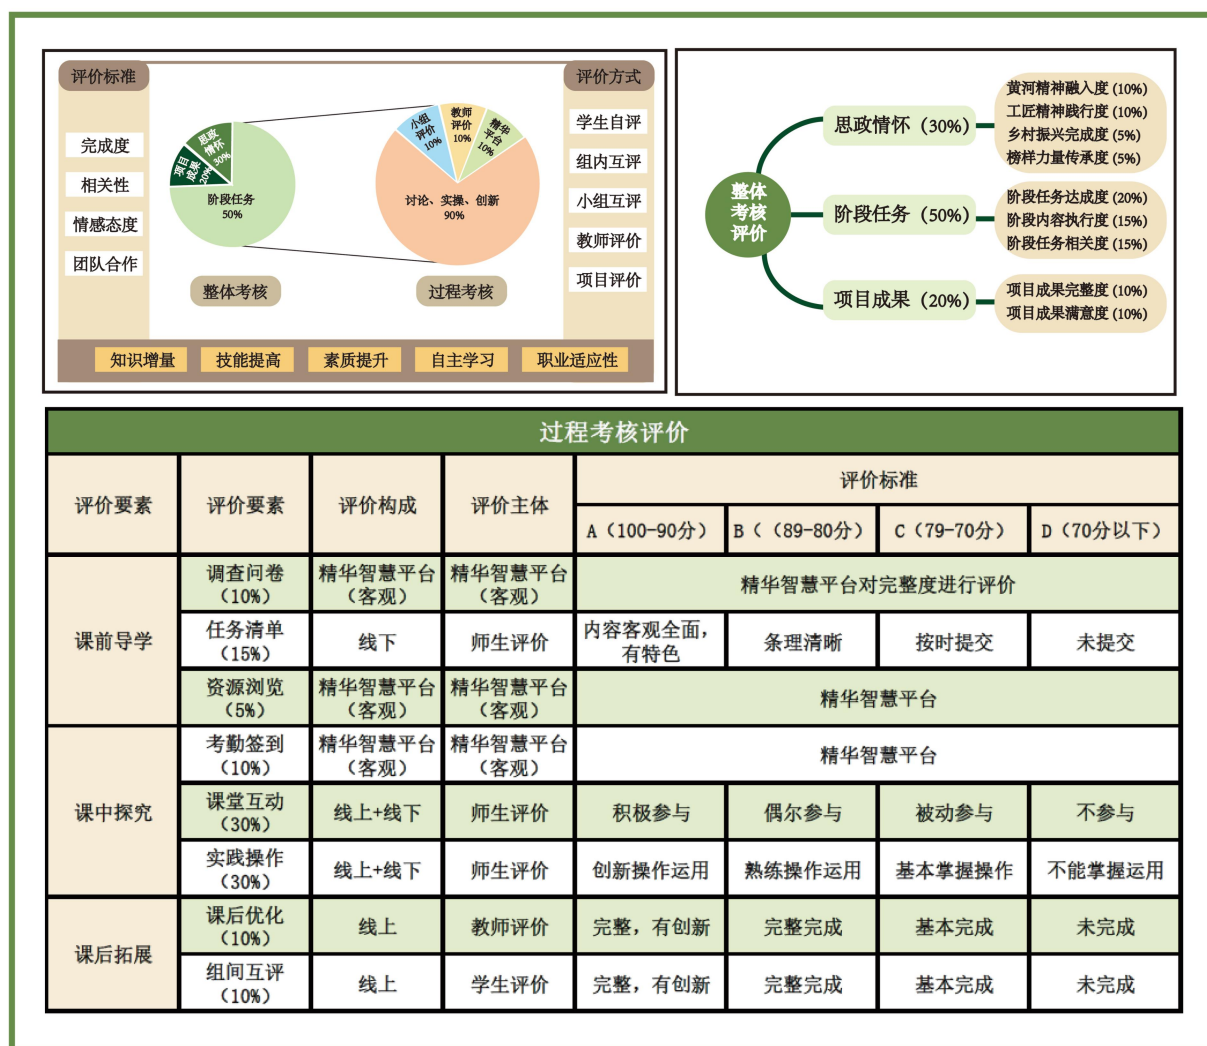 评价标准
完成度
相关性
情感态度
团队合作
思政
情怀
30%
项目
成果
20%
阶段任务
50%
整体考核
小组
评价
10%
教师
评价
10%
精华
平台
10%
讨论、实操、创新
90%
过程考核
评价方式
学生自评
组内互评
小组互评
教师评价
项目评价
知识增量 技能提高 素质提升 自主学习 职业适应性
整体
考核
评价
思政情怀（30%）
黄河精神融入度 (10%)
工匠精神践行度 (10%)
乡村振兴完成度 (5%)
榜样力量传承度 (5%)
阶段任务（50%）
阶段任务达成度 (20%)
阶段内容执行度 (15%)
阶段任务相关度 (15%)
项目成果（20%）
项目成果完整度 (10%)
项目成果满意度 (10%)
过程考核评价
评价要素 评价要素 评价构成 评价主体 评价标准
A（100-90分） B（（89-80分） C（79-70分） D（70分以下）
课前导学
调查问卷
（10%）
精华智慧平台
（客观）
精华智慧平台
（客观）
精华智慧平台对完整度进行评价
任务清单
（15%）
线下
师生评价
内容客观全面，
有特色
条理清晰
按时提交
未提交
资源浏览
（5%）
精华智慧平台
（客观）
精华智慧平台
（客观）
精华智慧平台
课中探究
考勤签到
（10%）
精华智慧平台
（客观）
精华智慧平台
（客观）
精华智慧平台
课堂互动
（30%）
线上+线下
师生评价
积极参与
偶尔参与
被动参与
不参与
实践操作
（30%）
线上+线下
师生评价
创新操作运用
熟练操作运用
基本掌握操作
不能掌握运用
课后拓展
课后优化
（10%）
线上
教师评价
完整，有创新
完整完成
基本完成
未完成
组间互评
（10%）
线上
学生评价
完整，有创新
完整完成
基本完成
未完成